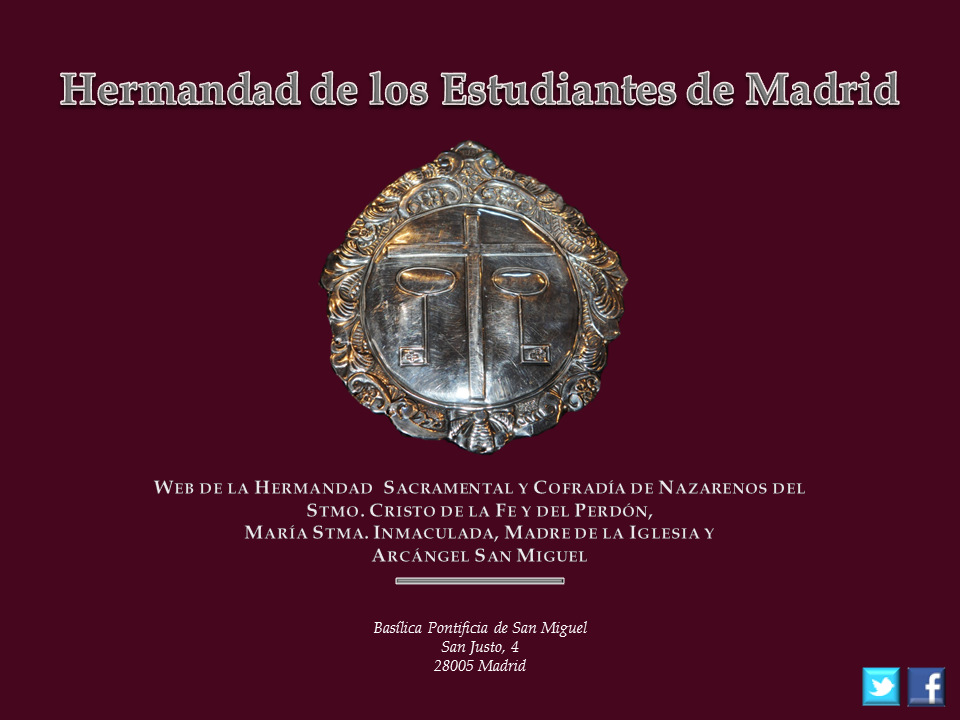 Hermandad de los Estudiantes de Madrid
Web de la Hermandad Sacramental y Cofradía de Nazarenos del
Stmo. Cristo de la Fe y del Perdón,
María Stma. Inmaculada, Madre de la Iglesia y
Arcángel San Miguel
Basílica Pontificia de San Miguel
San Justo, 4
28005 Madrid